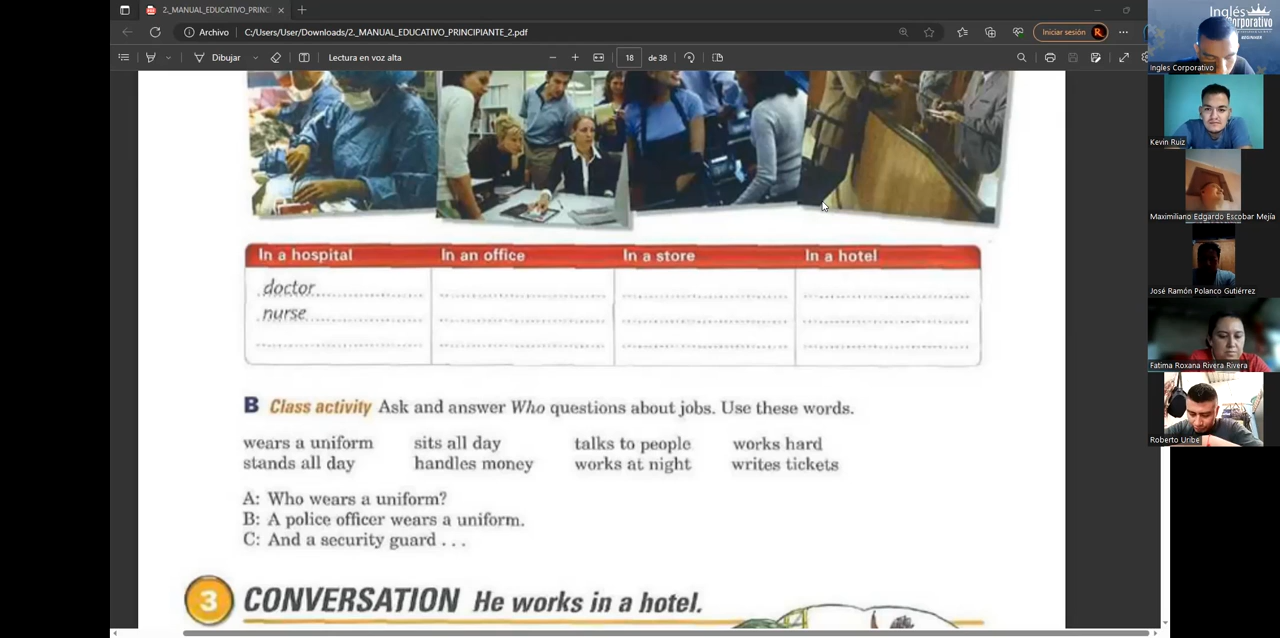 2._MANUAL_EDUCATIVO_PRINC
Archivo
C:/Users/User/Downloads/2._MANUAL_EDUCATIVO_PRINCIPIANTE_2.pdf
Iniciar sesión
R
Dibujar
Lectura en voz alta
18
de 38
In a hospital
In an office
In a store
In a hotel
doctor
nurse
B Class activity Ask and answer Who questions about jobs. Use these words.
wears a uniform sits all day talks to people works hard
stands all day handles money works at night writes tickets
A: Who wears a uniform?
B: A police officer wears a uniform.
C: And a security guard . . .
3 CONVERSATION He works in a hotel.
Inglés
Corporativo
BEGINNER
Ingles Corporativo
Kevin Ruiz
Maximiliano Edgardo Escobar Mejía
José Ramón Polanco Gutiérrez
Fatima Roxana Rivera Rivera
Roberto Uribe